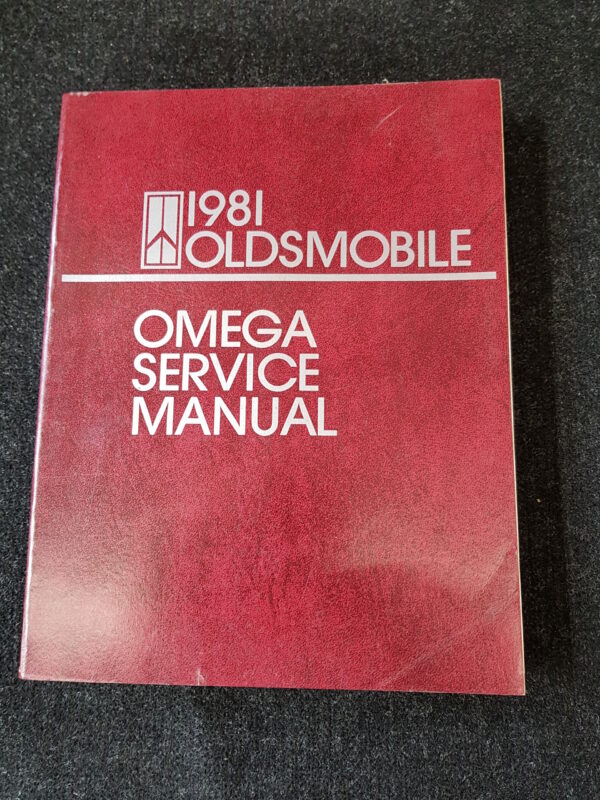 1981
OLDSMOBILE
OMEGA
SERVICE
MANUAL